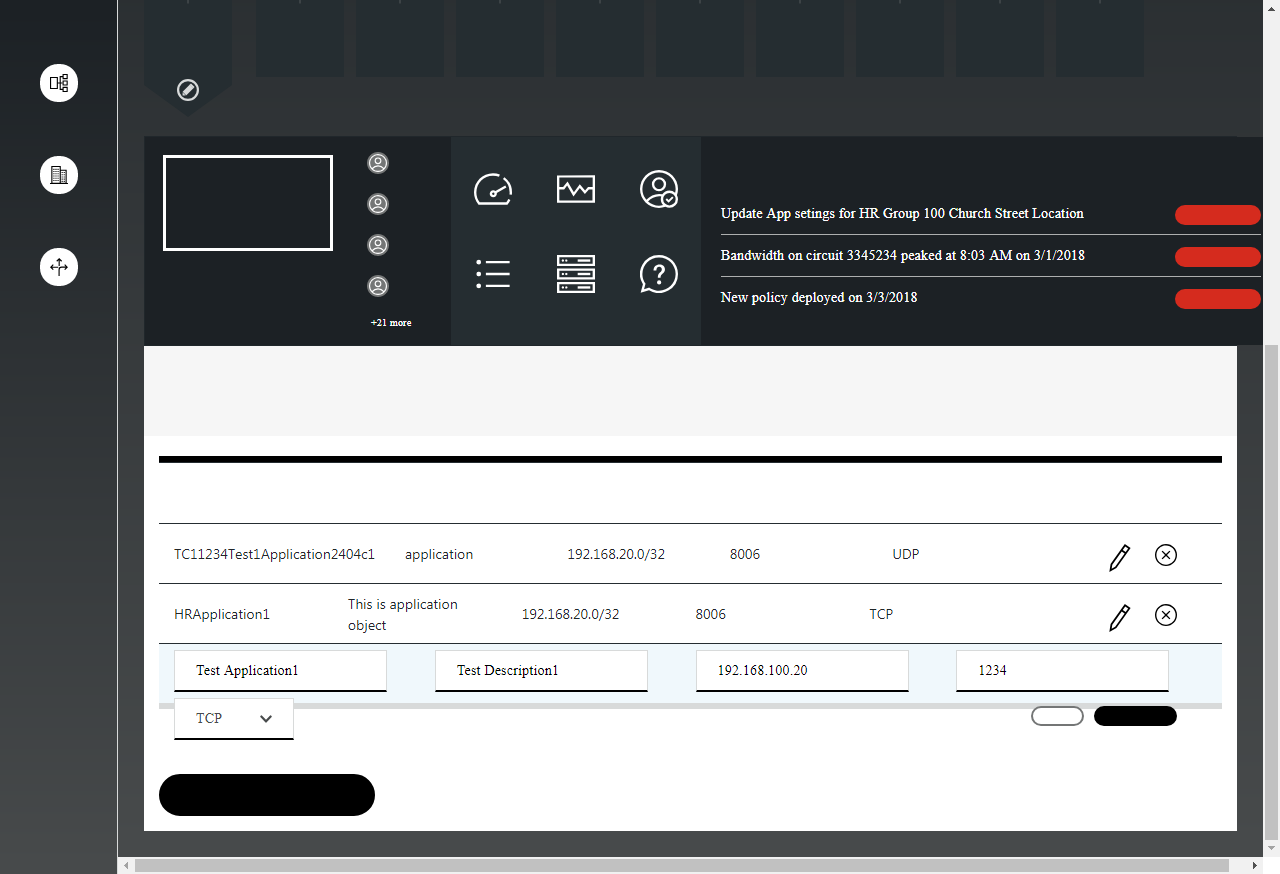 +21 more
Update App setings for HR Group 100 Church Street Location
Bandwidth on circuit 3345234 peaked at 8:03 AM on 3/1/2018
New policy deployed on 3/3/2018
TC11234Test1Application2404c1 application 192.168.20.0/32 8006 UDP
HRApplication1 This is application object 192.168.20.0/32 8006 TCP
Test Application1 Test Description1 192.168.100.20 1234
TCP